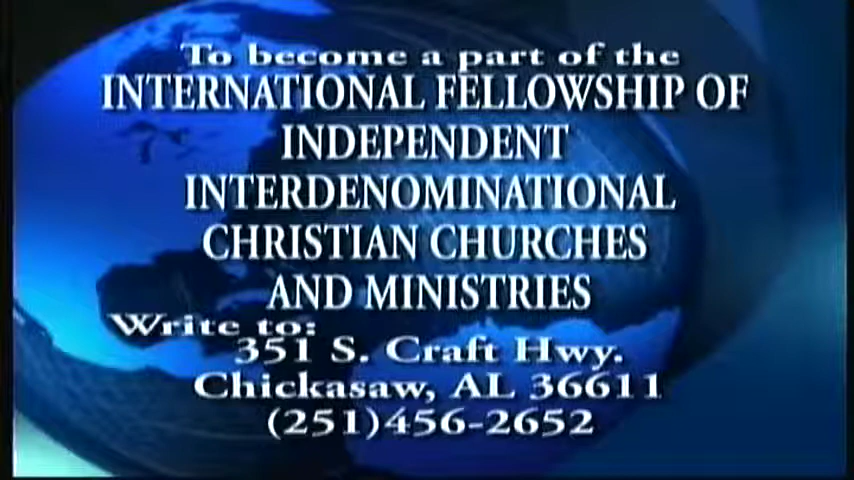 To become a part of the
INTERNATIONAL FELLOWSHIP OF
INDEPENDENT
INTERDENOMINATIONAL
CHRISTIAN CHURCHES
AND MINISTRIES
Write to:
351 S. Craft Hwy.
Chickasaw, AL 36611
(251)456-2652